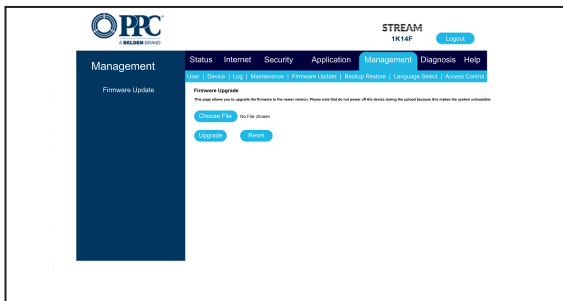 PPC
A BELDEN BRAND
STREAM
1K14F
Logout
Management
Status Internet Security Application Management Diagnosis Help
User | Device | Log | Maintenance | Firmware Update | Backup Restore | Language Select | Access Control
Firmware Update
Firmware Upgrade
This page allows you to upgrade the firmware to the newer version. Please note that do not power off the device during the upload because this makes the system unbootable.
Choose File No File chosen
Upgrade Reset